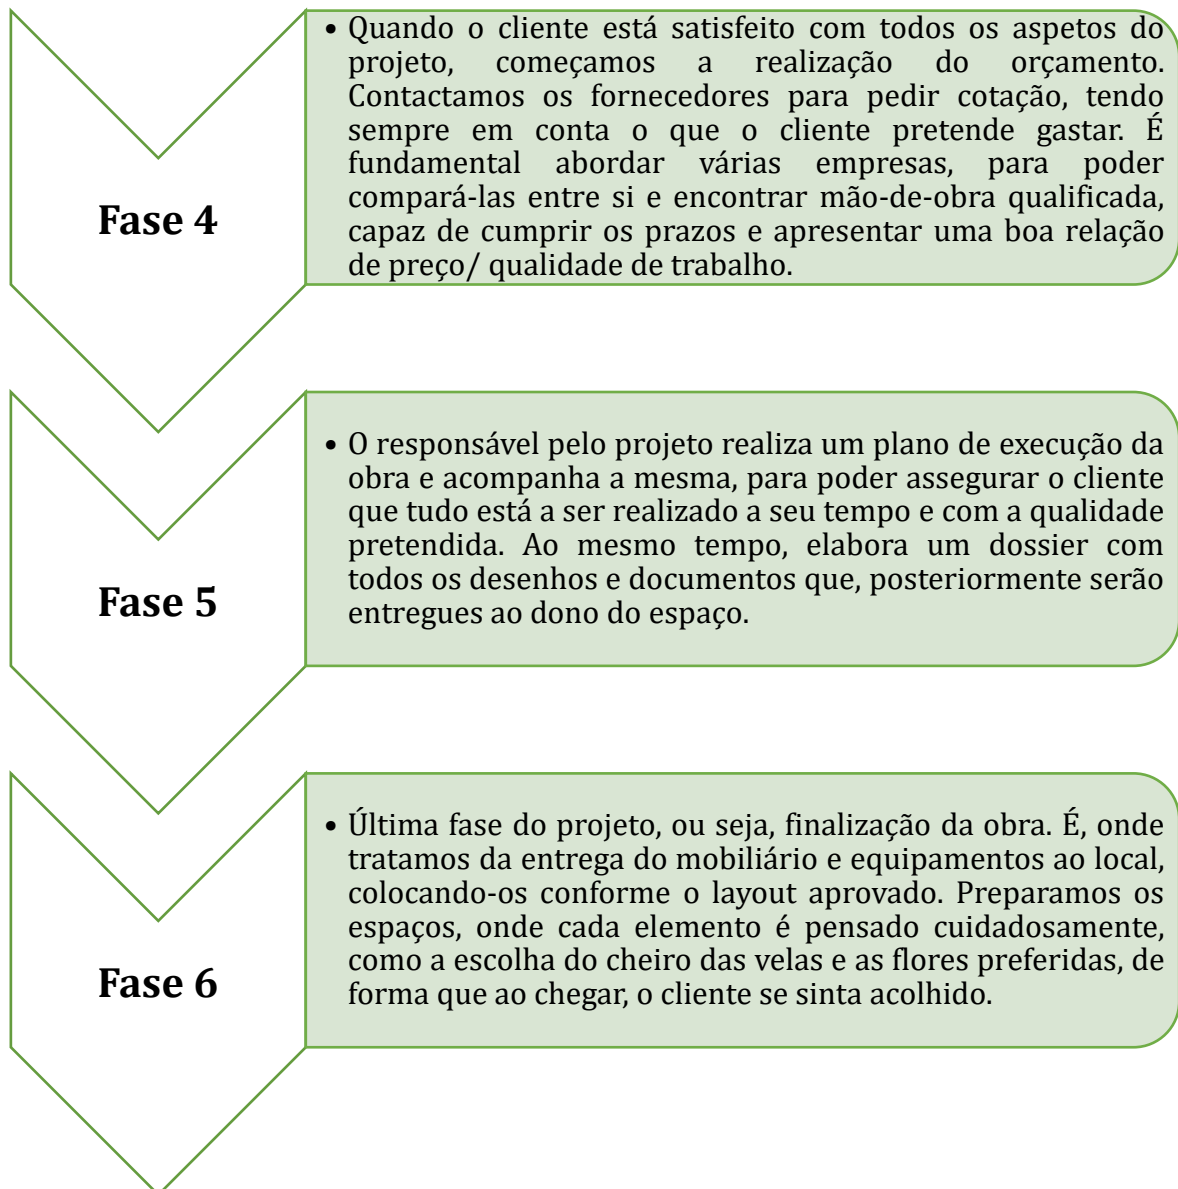 Fase 4
• Quando o cliente está satisfeito com todos os aspetos do
projeto, começamos a realização do orçamento.
Contactamos os fornecedores para pedir cotação, tendo
sempre em conta o que o cliente pretende gastar. É
fundamental abordar várias empresas, para poder
compará-las entre si e encontrar mão-de-obra qualificada,
capaz de cumprir os prazos e apresentar uma boa relação
de preço/ qualidade de trabalho.
Fase 5
• O responsável pelo projeto realiza um plano de execução da
obra e acompanha a mesma, para poder assegurar o cliente
que tudo está a ser realizado a seu tempo e com a qualidade
pretendida. Ao mesmo tempo, elabora um dossier com
todos os desenhos e documentos que, posteriormente serão
entregues ao dono do espaço.
Fase 6
• Última fase do projeto, ou seja, finalização da obra. É, onde
tratamos da entrega do mobiliário e equipamentos ao local,
colocando-os conforme o layout aprovado. Preparamos os
espaços, onde cada elemento é pensado cuidadosamente,
como a escolha do cheiro das velas e as flores preferidas, de
forma que ao chegar, o cliente se sinta acolhido.